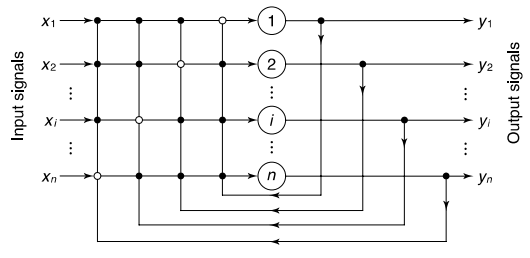 Input signals
x1 1 y1
x2 2 y2
⋮ ⋮ ⋮
xi i yi
⋮ ⋮ ⋮
xn n yn
Output signals